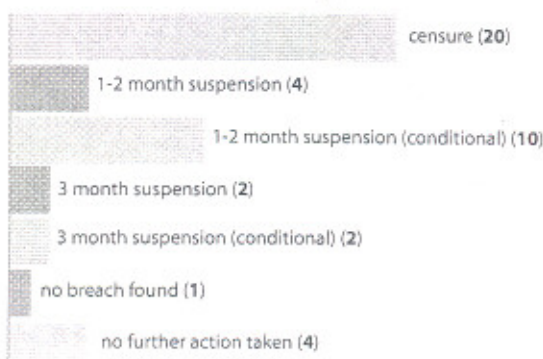 censure (20)
1-2 month suspension (4)
1-2 month suspension (conditional) (10)
3 month suspension (2)
3 month suspension (conditional) (2)
no breach found (1)
no further action taken (4)